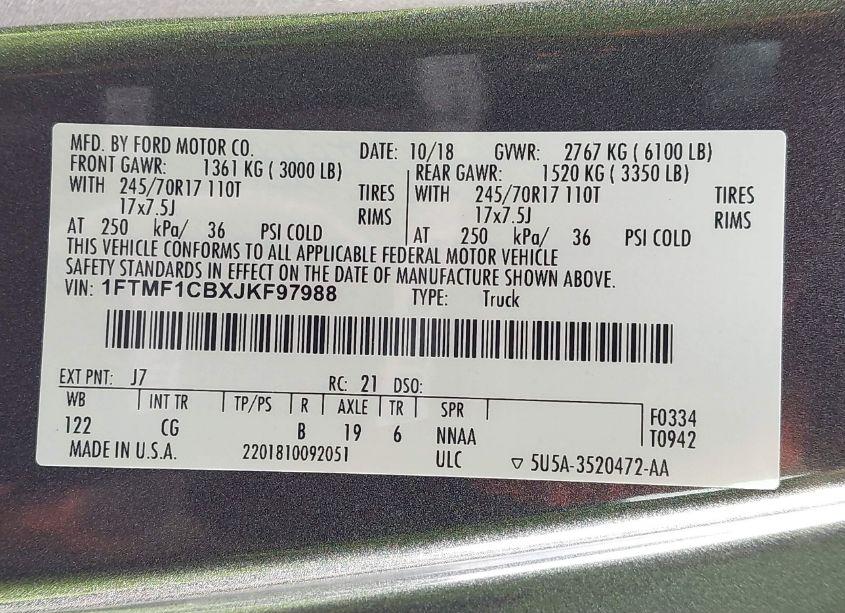 MFD. BY FORD MOTOR CO. DATE: 10/18 GVWR: 2767 KG ( 6100 LB)
FRONT GAWR: 1361 KG ( 3000 LB) REAR GAWR: 1520 KG ( 3350 LB)
WITH 245/70R17 110T TIRES WITH 245/70R17 110T TIRES
17x7.5J RIMS 17x7.5J RIMS
AT 250 kPa/ 36 PSI COLD AT 250 kPa/ 36 PSI COLD
THIS VEHICLE CONFORMS TO ALL APPLICABLE FEDERAL MOTOR VEHICLE
SAFETY STANDARDS IN EFFECT ON THE DATE OF MANUFACTURE SHOWN ABOVE.
VIN: 1FTMF1CBXJKF97988 TYPE: Truck
EXT PNT: J7 RC: 21 DSO:
WB INT TR TP/PS R AXLE TR SPR F0334
122 CG B 19 6 NNAA T0942
MADE IN U.S.A. 2201810092051 ULC ▽ 5U5A-3520472-AA